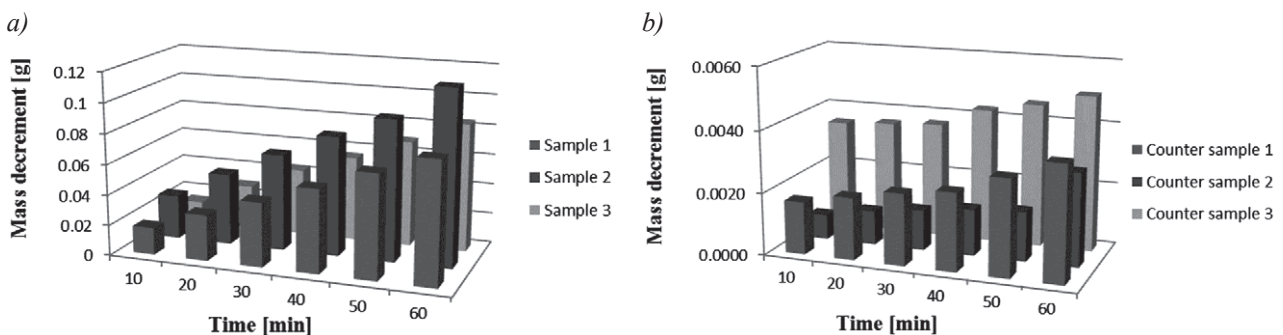 a)
Mass decrement [g]
0.12
0.1
0.08
0.06
0.04
0.02
0
10 20 30 40 50 60
Time [min]
Sample 1
Sample 2
Sample 3
b)
Mass decrement [g]
0.0060
0.0040
0.0020
0.0000
10 20 30 40 50 60
Time [min]
Counter sample 1
Counter sample 2
Counter sample 3